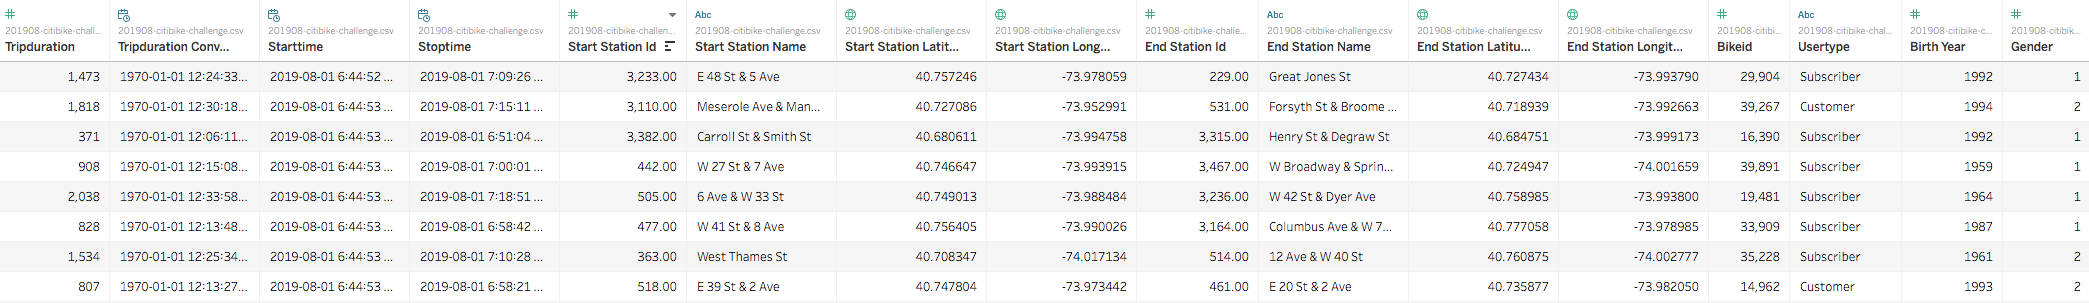 # Abc Abc # Abc # Abc # #
201908-citibike-chall... 201908-citibike-challenge.csv 201908-citibike-challenge.csv 201908-citibike-challenge.csv 201908-citibike-challen... 201908-citibike-challenge.csv 201908-citibike-challenge.csv 201908-citibike-challenge.csv 201908-citibike-challe... 201908-citibike-challenge.csv 201908-citibike-challenge.csv 201908-citibike-challenge.csv 201908-citi... 201908-citibike-chal... 201908-citibike-c... 201908-citi...
Tripduration Tripduration Conv... Starttime Stoptime Start Station Id Start Station Name Start Station Latit... Start Station Long... End Station Id End Station Name End Station Latitu... End Station Longit... Bikeid Usertype Birth Year Gender
1,473 1970-01-01 12:24:33... 2019-08-01 6:44:52 ... 2019-08-01 7:09:26 ... 3,233.00 E 48 St & 5 Ave 40.757246 -73.978059 229.00 Great Jones St 40.727434 -73.993790 29,904 Subscriber 1992 1
1,818 1970-01-01 12:30:18... 2019-08-01 6:44:53 ... 2019-08-01 7:15:11 ... 3,110.00 Meserole Ave & Man... 40.727086 -73.952991 531.00 Forsyth St & Broome ... 40.718939 -73.992663 39,267 Customer 1994 2
371 1970-01-01 12:06:11... 2019-08-01 6:44:53 ... 2019-08-01 6:51:04 ... 3,382.00 Carroll St & Smith St 40.680611 -73.994758 3,315.00 Henry St & Degraw St 40.684751 -73.999173 16,390 Subscriber 1992 1
908 1970-01-01 12:15:08... 2019-08-01 6:44:53 ... 2019-08-01 7:00:01 ... 442.00 W 27 St & 7 Ave 40.746647 -73.993915 3,467.00 W Broadway & Sprin... 40.724947 -74.001659 39,891 Subscriber 1959 1
2,038 1970-01-01 12:33:58... 2019-08-01 6:44:53 ... 2019-08-01 7:18:51 ... 505.00 6 Ave & W 33 St 40.749013 -73.988484 3,236.00 W 42 St & Dyer Ave 40.758985 -73.993800 19,481 Subscriber 1964 1
828 1970-01-01 12:13:48... 2019-08-01 6:44:53 ... 2019-08-01 6:58:42 ... 477.00 W 41 St & 8 Ave 40.756405 -73.990026 3,164.00 Columbus Ave & W 7... 40.777058 -73.978985 33,909 Subscriber 1987 1
1,534 1970-01-01 12:25:34... 2019-08-01 6:44:53 ... 2019-08-01 7:10:28 ... 363.00 West Thames St 40.708347 -74.017134 514.00 12 Ave & W 40 St 40.760875 -74.002777 35,228 Subscriber 1961 2
807 1970-01-01 12:13:27... 2019-08-01 6:44:53 ... 2019-08-01 6:58:21 ... 518.00 E 39 St & 2 Ave 40.747804 -73.973442 461.00 E 20 St & 2 Ave 40.735877 -73.982050 14,962 Customer 1993 2